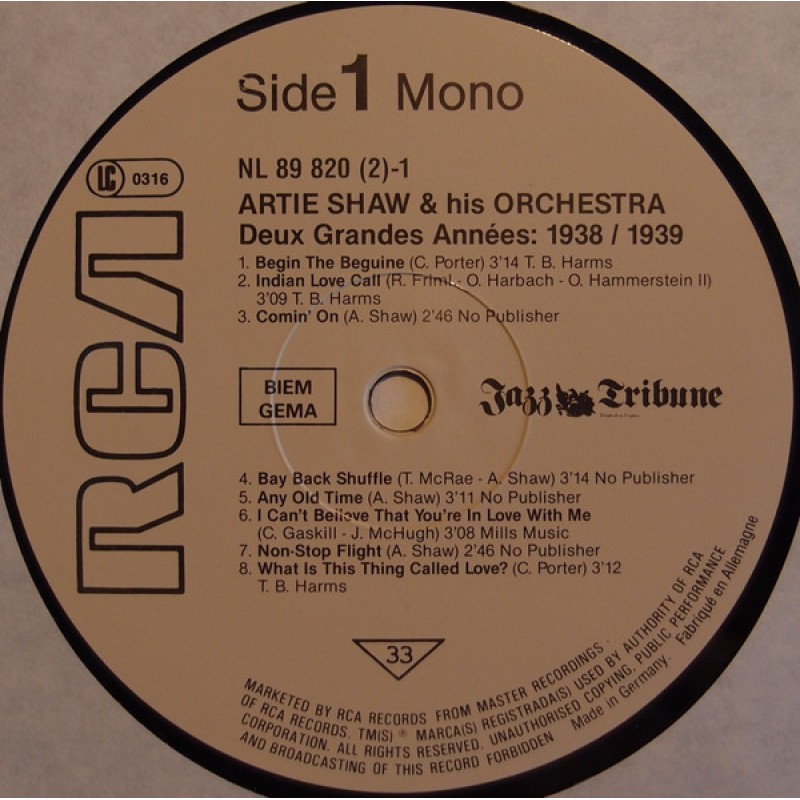 Side 1 Mono
LC 0316
NL 89 820 (2)-1
ARTIE SHAW & his ORCHESTRA
Deux Grandes Années: 1938 / 1939
1. Begin The Beguine (C. Porter) 3'14 T. B. Harms
2. Indian Love Call (R. Friml - O. Harbach - O. Hammerstein II)
3'09 T. B. Harms
3. Comin' On (A. Shaw) 2'46 No Publisher
RCA
BIEM
GEMA
Jazz Tribune
4. Bay Back Shuffle (T. McRae - A. Shaw) 3'14 No Publisher
5. Any Old Time (A. Shaw) 3'11 No Publisher
6. I Can't Believe That You're In Love With Me
(C. Gaskill - J. McHugh) 3'08 Mills Music
7. Non-Stop Flight (A. Shaw) 2'46 No Publisher
8. What Is This Thing Called Love? (C. Porter) 3'12
T. B. Harms
33
MARKETED BY RCA RECORDS FROM MASTER RECORDINGS
OF RCA RECORDS. TM(S) ® MARCA(S) REGISTRADA(S) USED BY AUTHORITY OF RCA
CORPORATION. ALL RIGHTS RESERVED. UNAUTHORISED COPYING, PUBLIC PERFORMANCE
AND BROADCASTING OF THIS RECORD FORBIDDEN Made in Germany. Fabriqué en Allemagne